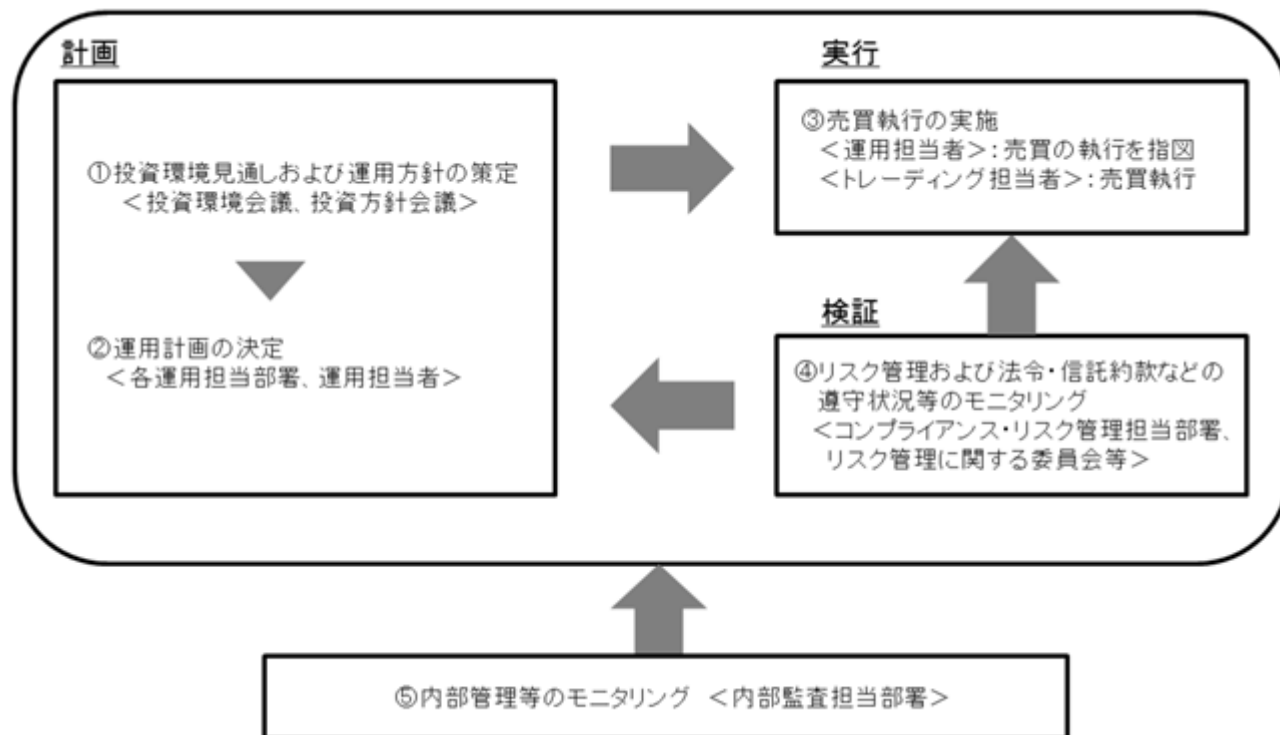 計画
①投資環境見通しおよび運用方針の策定
<投資環境会議、投資方針会議>
②運用計画の決定
<各運用担当部署、運用担当者>
実行
③売買執行の実施
<運用担当者>:売買の執行を指図
<トレーディング担当者>:売買執行
検証
④リスク管理および法令・信託約款などの
遵守状況等のモニタリング
<コンプライアンス・リスク管理担当部署、
リスク管理に関する委員会等>
⑤内部管理等のモニタリング <内部監査担当部署>